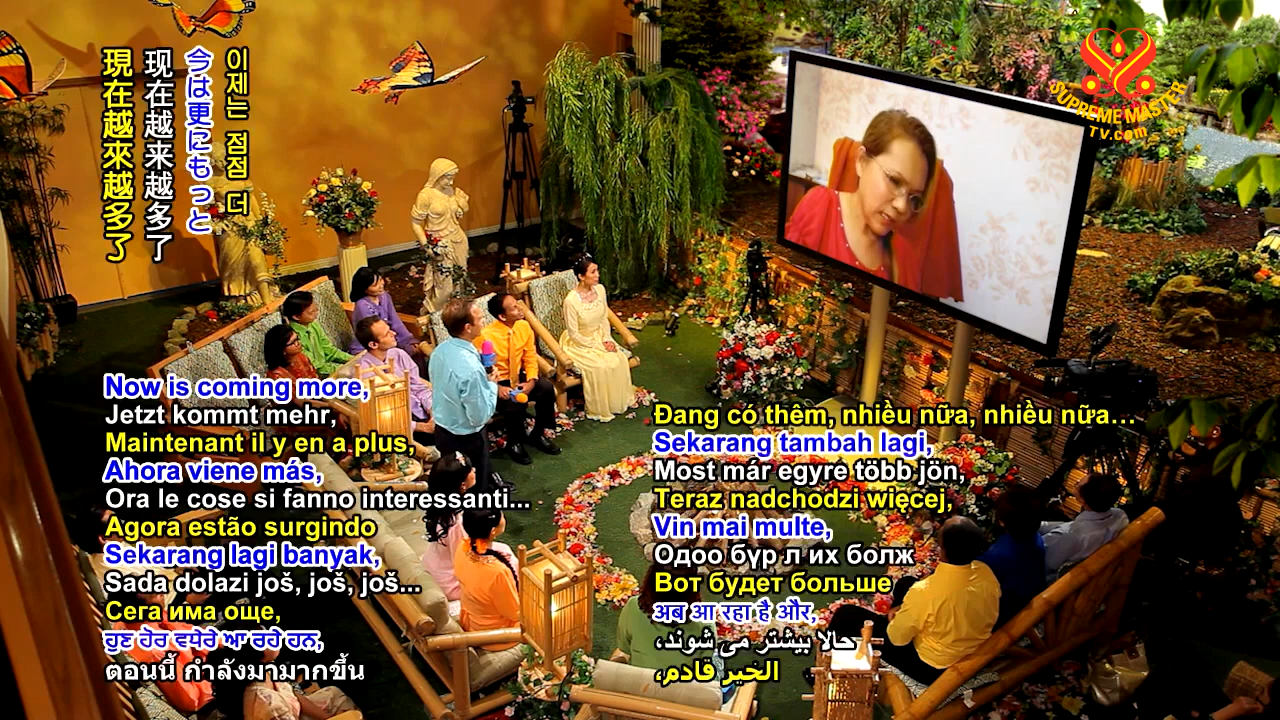 이제는 점점 더
今は更にもっと
现在越来越多了
現在越來越多了
SUPREME MASTER
TV.com
Now is coming more,
Jetzt kommt mehr,
Maintenant il y en a plus,
Ahora viene más,
Ora le cose si fanno interessanti...
Agora estão surgindo
Sekarang lagi banyak,
Sada dolazi još, još, još...
Сега има още,
ਹੁਣ ਹੋਰ ਵਧੇਰੇ ਆ ਰਹੇ ਹਨ,
ตอนนี้ กำลังมามากขึ้น
Đang có thêm, nhiều nữa, nhiều nữa…
Sekarang tambah lagi,
Most már egyre több jön,
Teraz nadchodzi więcej,
Vin mai multe,
Одоо бүр л их болж
Вот будет больше
अब आ रहा है और,
حالا بیشتر می شوند،
الخير قادم،